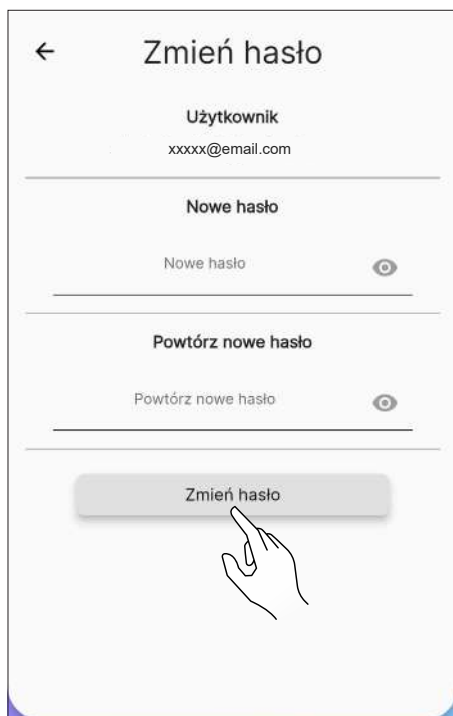 Zmień hasło
Użytkownik
xxxxx@email.com
Nowe hasło
Nowe hasło
Powtórz nowe hasło
Powtórz nowe hasło
Zmień hasło